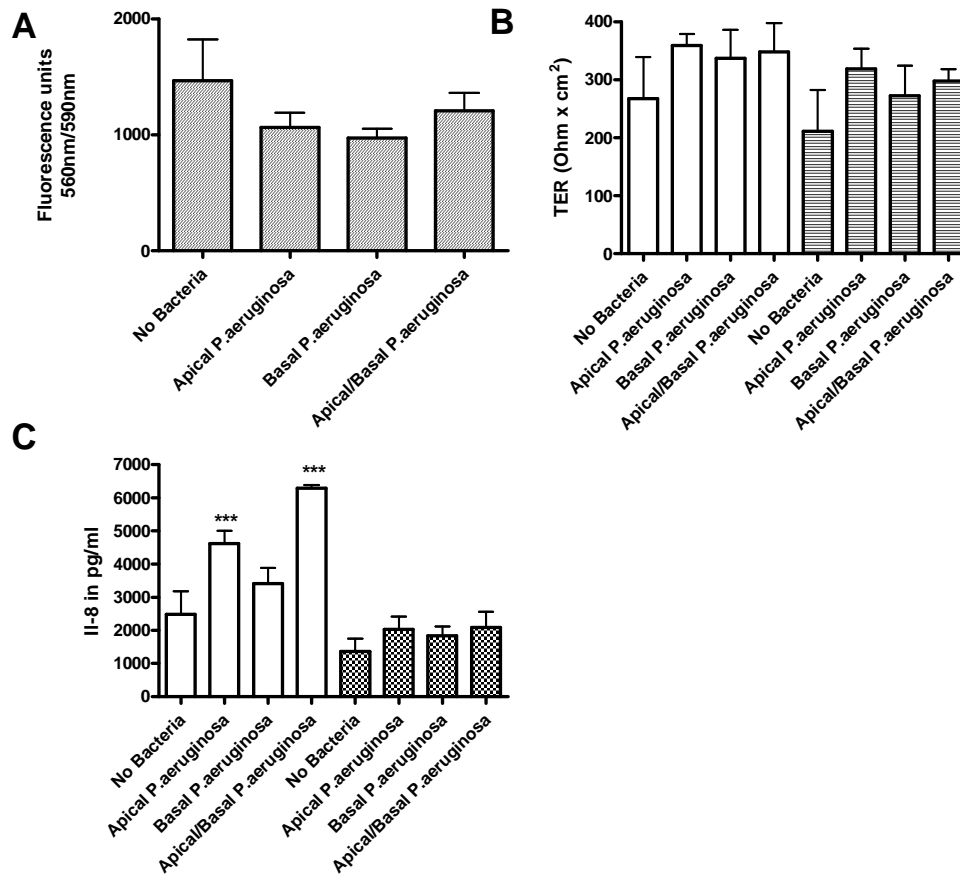 A
Fluorescence units
560nm/590nm
2000
1000
0
No Bacteria
Apical P.aeruginosa
Basal P.aeruginosa
Apical/Basal P.aeruginosa
B
TER (Ohm x cm²)
400
300
200
100
0
No Bacteria
Apical P.aeruginosa
Basal P.aeruginosa
Apical/Basal P.aeruginosa
No Bacteria
Apical P.aeruginosa
Basal P.aeruginosa
Apical/Basal P.aeruginosa
C
Il-8 in pg/ml
7000
6000
5000
4000
3000
2000
1000
0
***
***
No Bacteria
Apical P.aeruginosa
Basal P.aeruginosa
Apical/Basal P.aeruginosa
No Bacteria
Apical P.aeruginosa
Basal P.aeruginosa
Apical/Basal P.aeruginosa